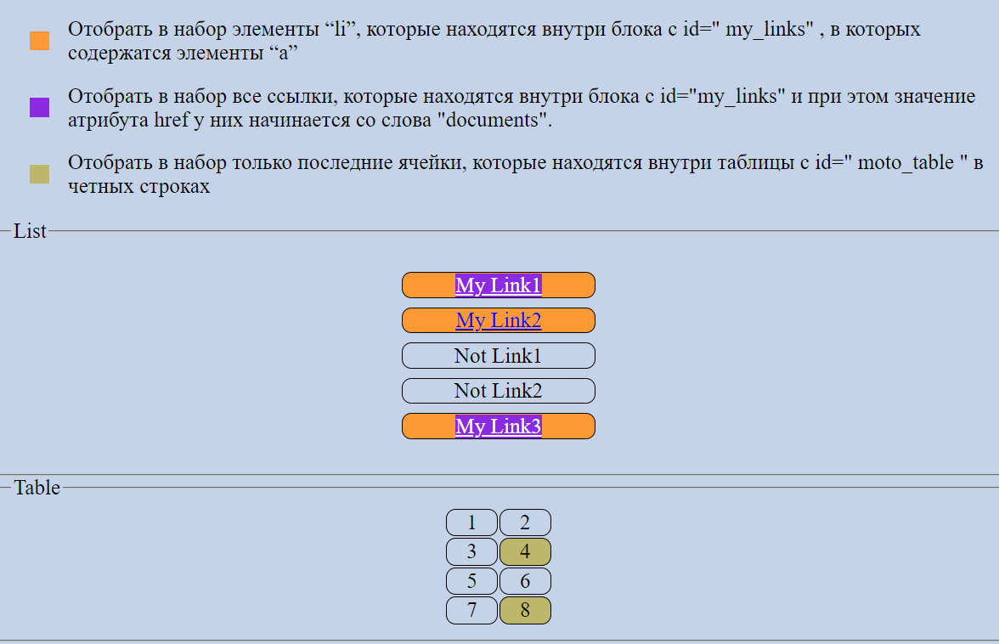 Отобрать в набор элементы “li”, которые находятся внутри блока с id=" my_links" , в которых
содержатся элементы “a”
Отобрать в набор все ссылки, которые находятся внутри блока с id="my_links" и при этом значение
атрибута href у них начинается со слова "documents".
Отобрать в набор только последние ячейки, которые находятся внутри таблицы с id=" moto_table " в
четных строках
List
My Link1
My Link2
Not Link1
Not Link2
My Link3
Table
1 2
3 4
5 6
7 8